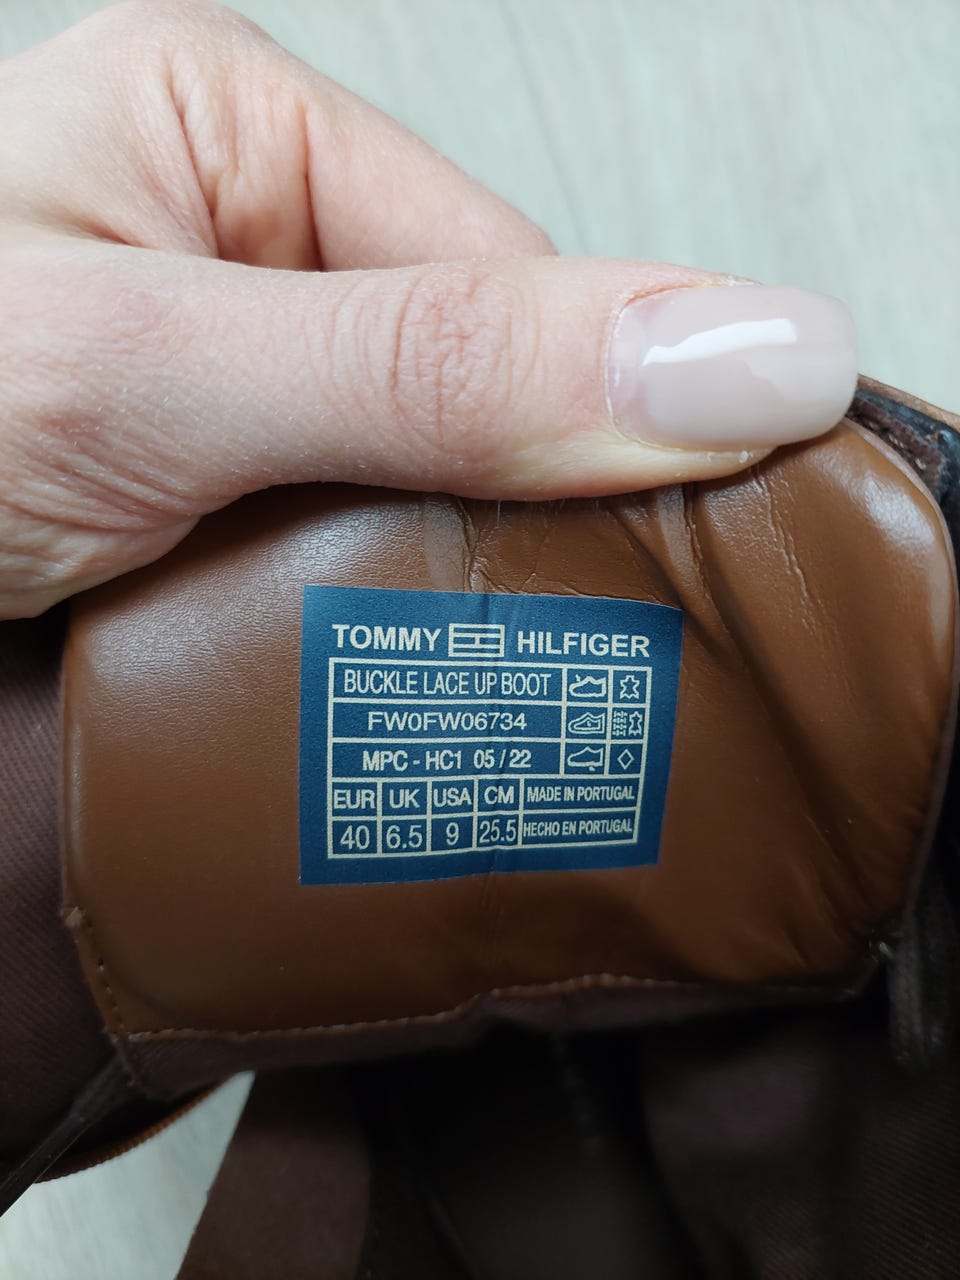 TOMMY HILFIGER
BUCKLE LACE UP BOOT
FW0FW06734
MPC - HC1 05 / 22
EUR UK USA CM MADE IN PORTUGAL
40 6.5 9 25.5 HECHO EN PORTUGAL